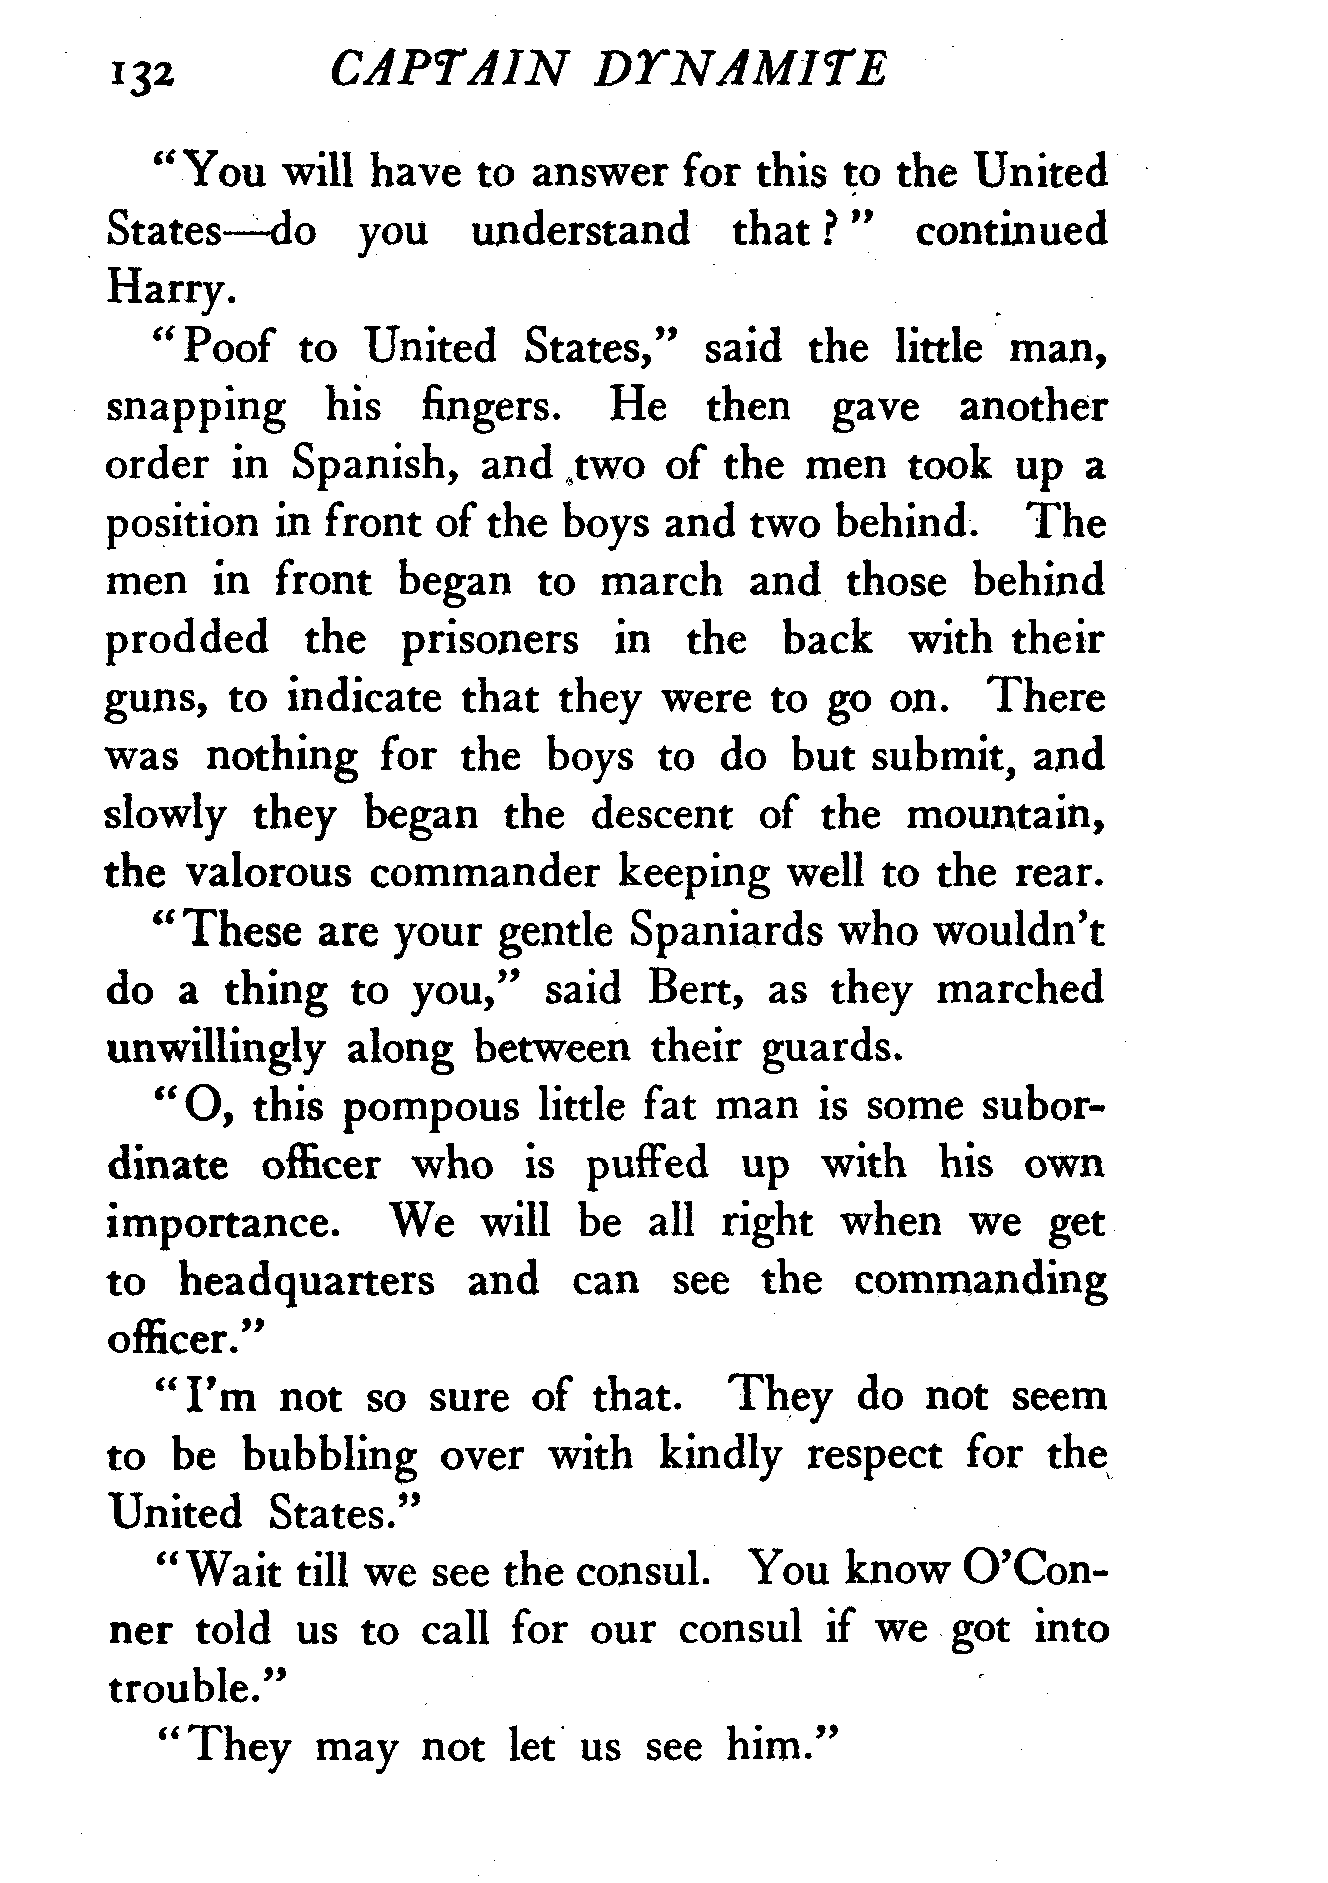 132 CAPTAIN DYNAMITE
"You will have to answer for this to the United
States—do you understand that?" continued
Harry.
"Poof to United States," said the little man,
snapping his fingers. He then gave another
order in Spanish, and two of the men took up a
position in front of the boys and two behind. The
men in front began to march and those behind
prodded the prisoners in the back with their
guns, to indicate that they were to go on. There
was nothing for the boys to do but submit, and
slowly they began the descent of the mountain,
the valorous commander keeping well to the rear.
"These are your gentle Spaniards who wouldn't
do a thing to you," said Bert, as they marched
unwillingly along between their guards.
"O, this pompous little fat man is some subor-
dinate officer who is puffed up with his own
importance. We will be all right when we get
to headquarters and can see the commanding
officer."
"I'm not so sure of that. They do not seem
to be bubbling over with kindly respect for the
United States."
"Wait till we see the consul. You know O'Con-
ner told us to call for our consul if we got into
trouble."
"They may not let us see him."